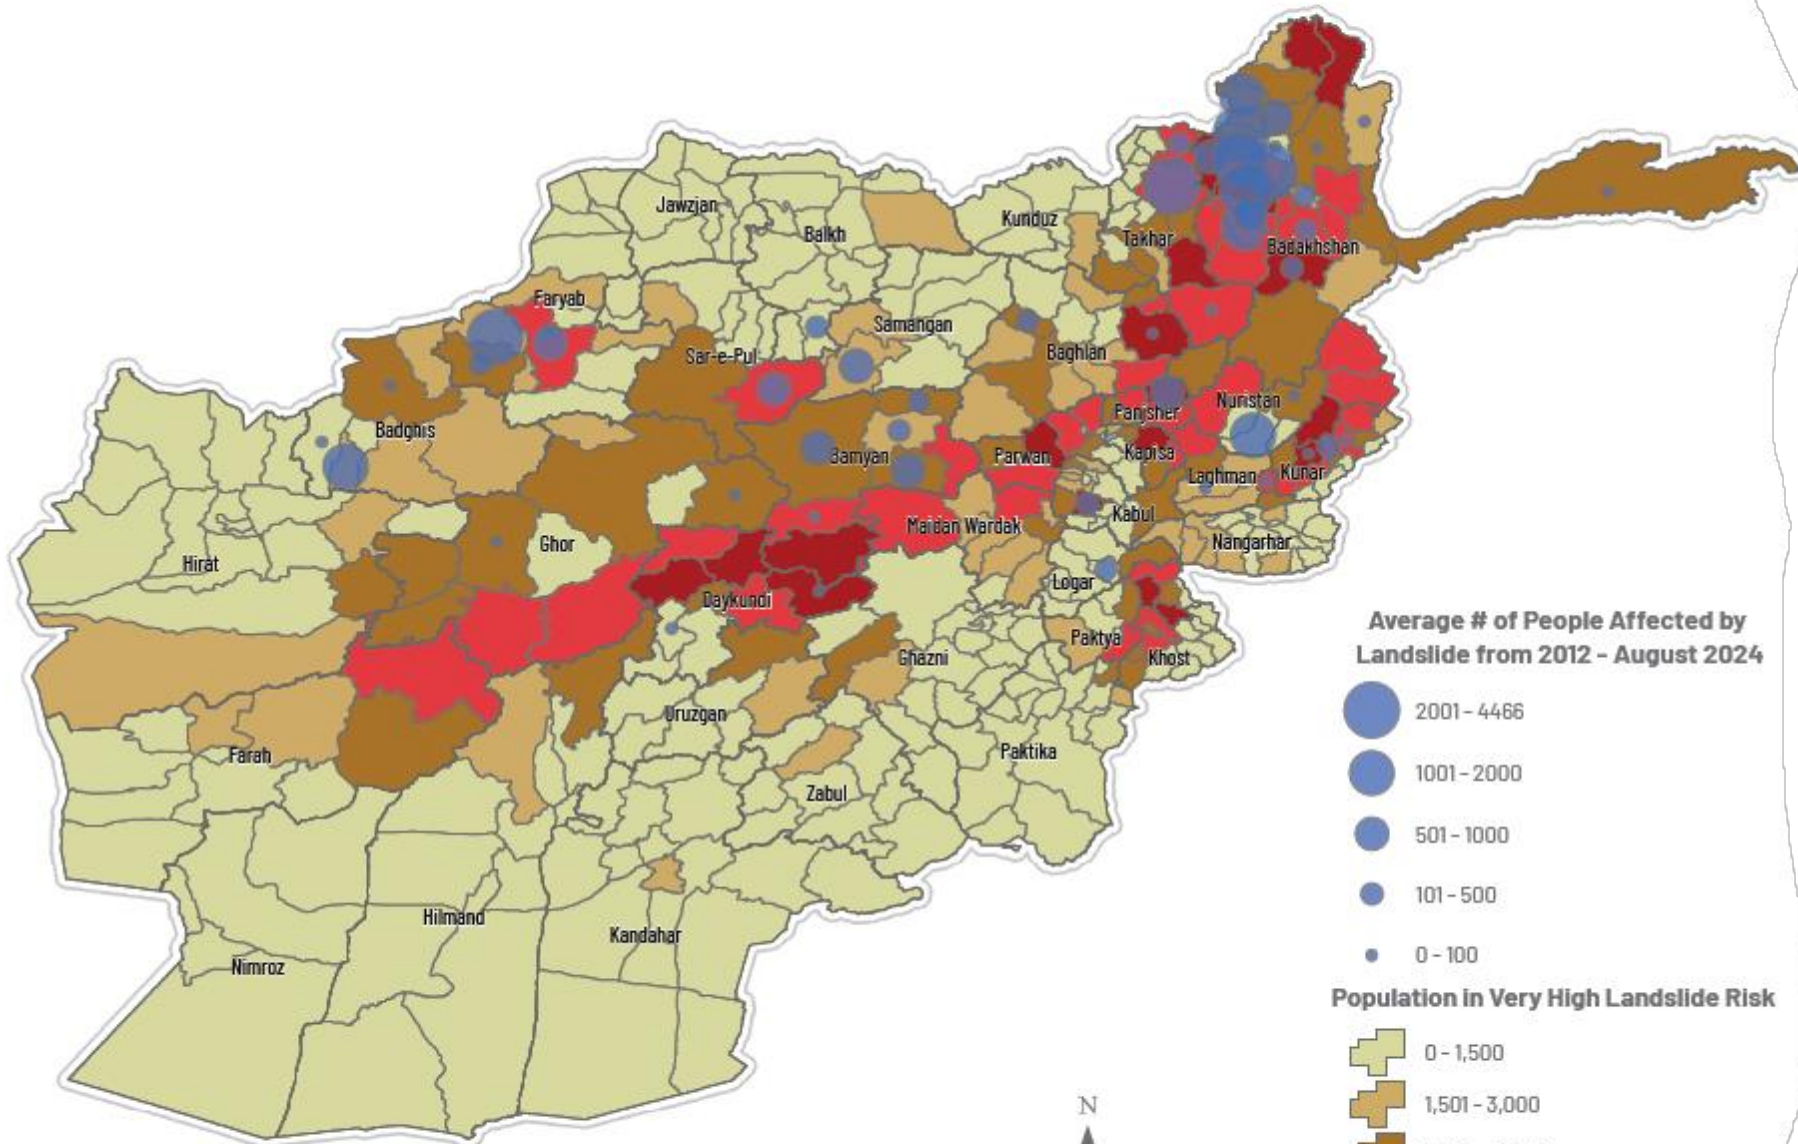 Jawzjan
Balkh
Kunduz
Takhar
Badakhshan
Faryab
Samangan
Sar-e-Pul
Baghlan
Badghis
Panjsher
Nuristan
Bamyan
Parwan
Kapisa
Laghman
Kunar
Kabul
Maidan Wardak
Nangarhar
Hirat
Ghor
Logar
Daykundi
Paktya
Khost
Ghazni
Uruzgan
Paktika
Farah
Zabul
Hilmand
Kandahar
Nimroz
N
Average # of People Affected by
Landslide from 2012 - August 2024
2001 - 4466
1001 - 2000
501 - 1000
101 - 500
0 - 100
Population in Very High Landslide Risk
0 - 1,500
1,501 - 3,000